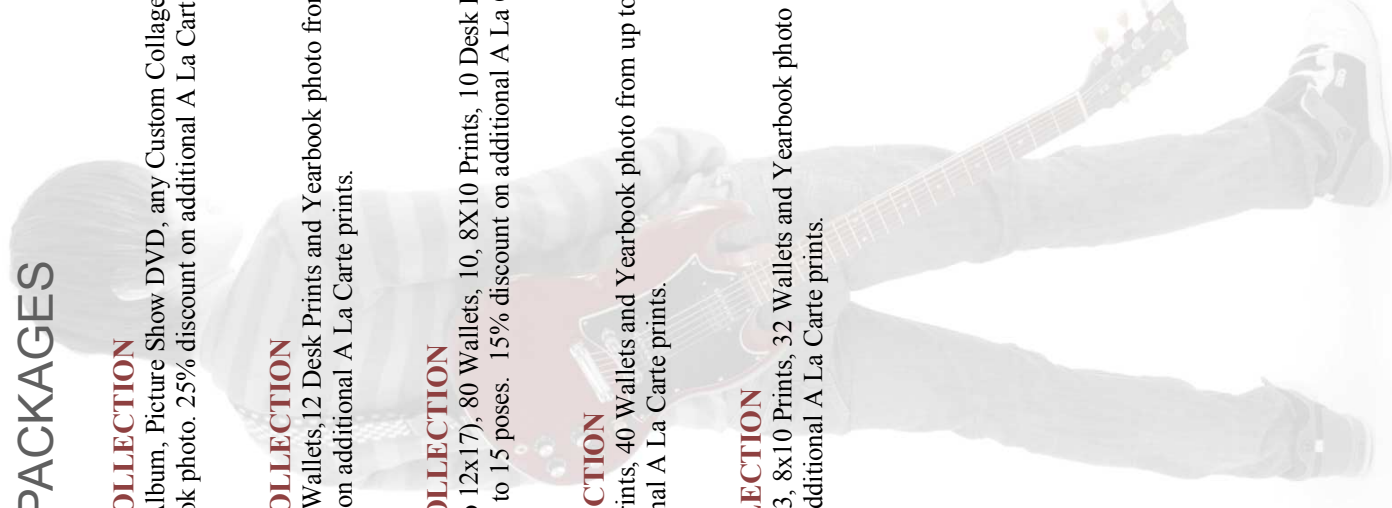 PACKAGES
OLLECTION
Album, Picture Show DVD, any Custom Collage
ok photo. 25% discount on additional A La Cart
OLLECTION
Wallets,12 Desk Prints and Yearbook photo from
on additional A La Carte prints.
OLLECTION
12x17), 80 Wallets, 10, 8X10 Prints, 10 Desk
to 15 poses. 15% discount on additional A La
CTION
rints, 40 Wallets and Yearbook photo from up to
nal A La Carte prints.
LECTION
3, 8x10 Prints, 32 Wallets and Yearbook photo
dditional A La Carte prints.